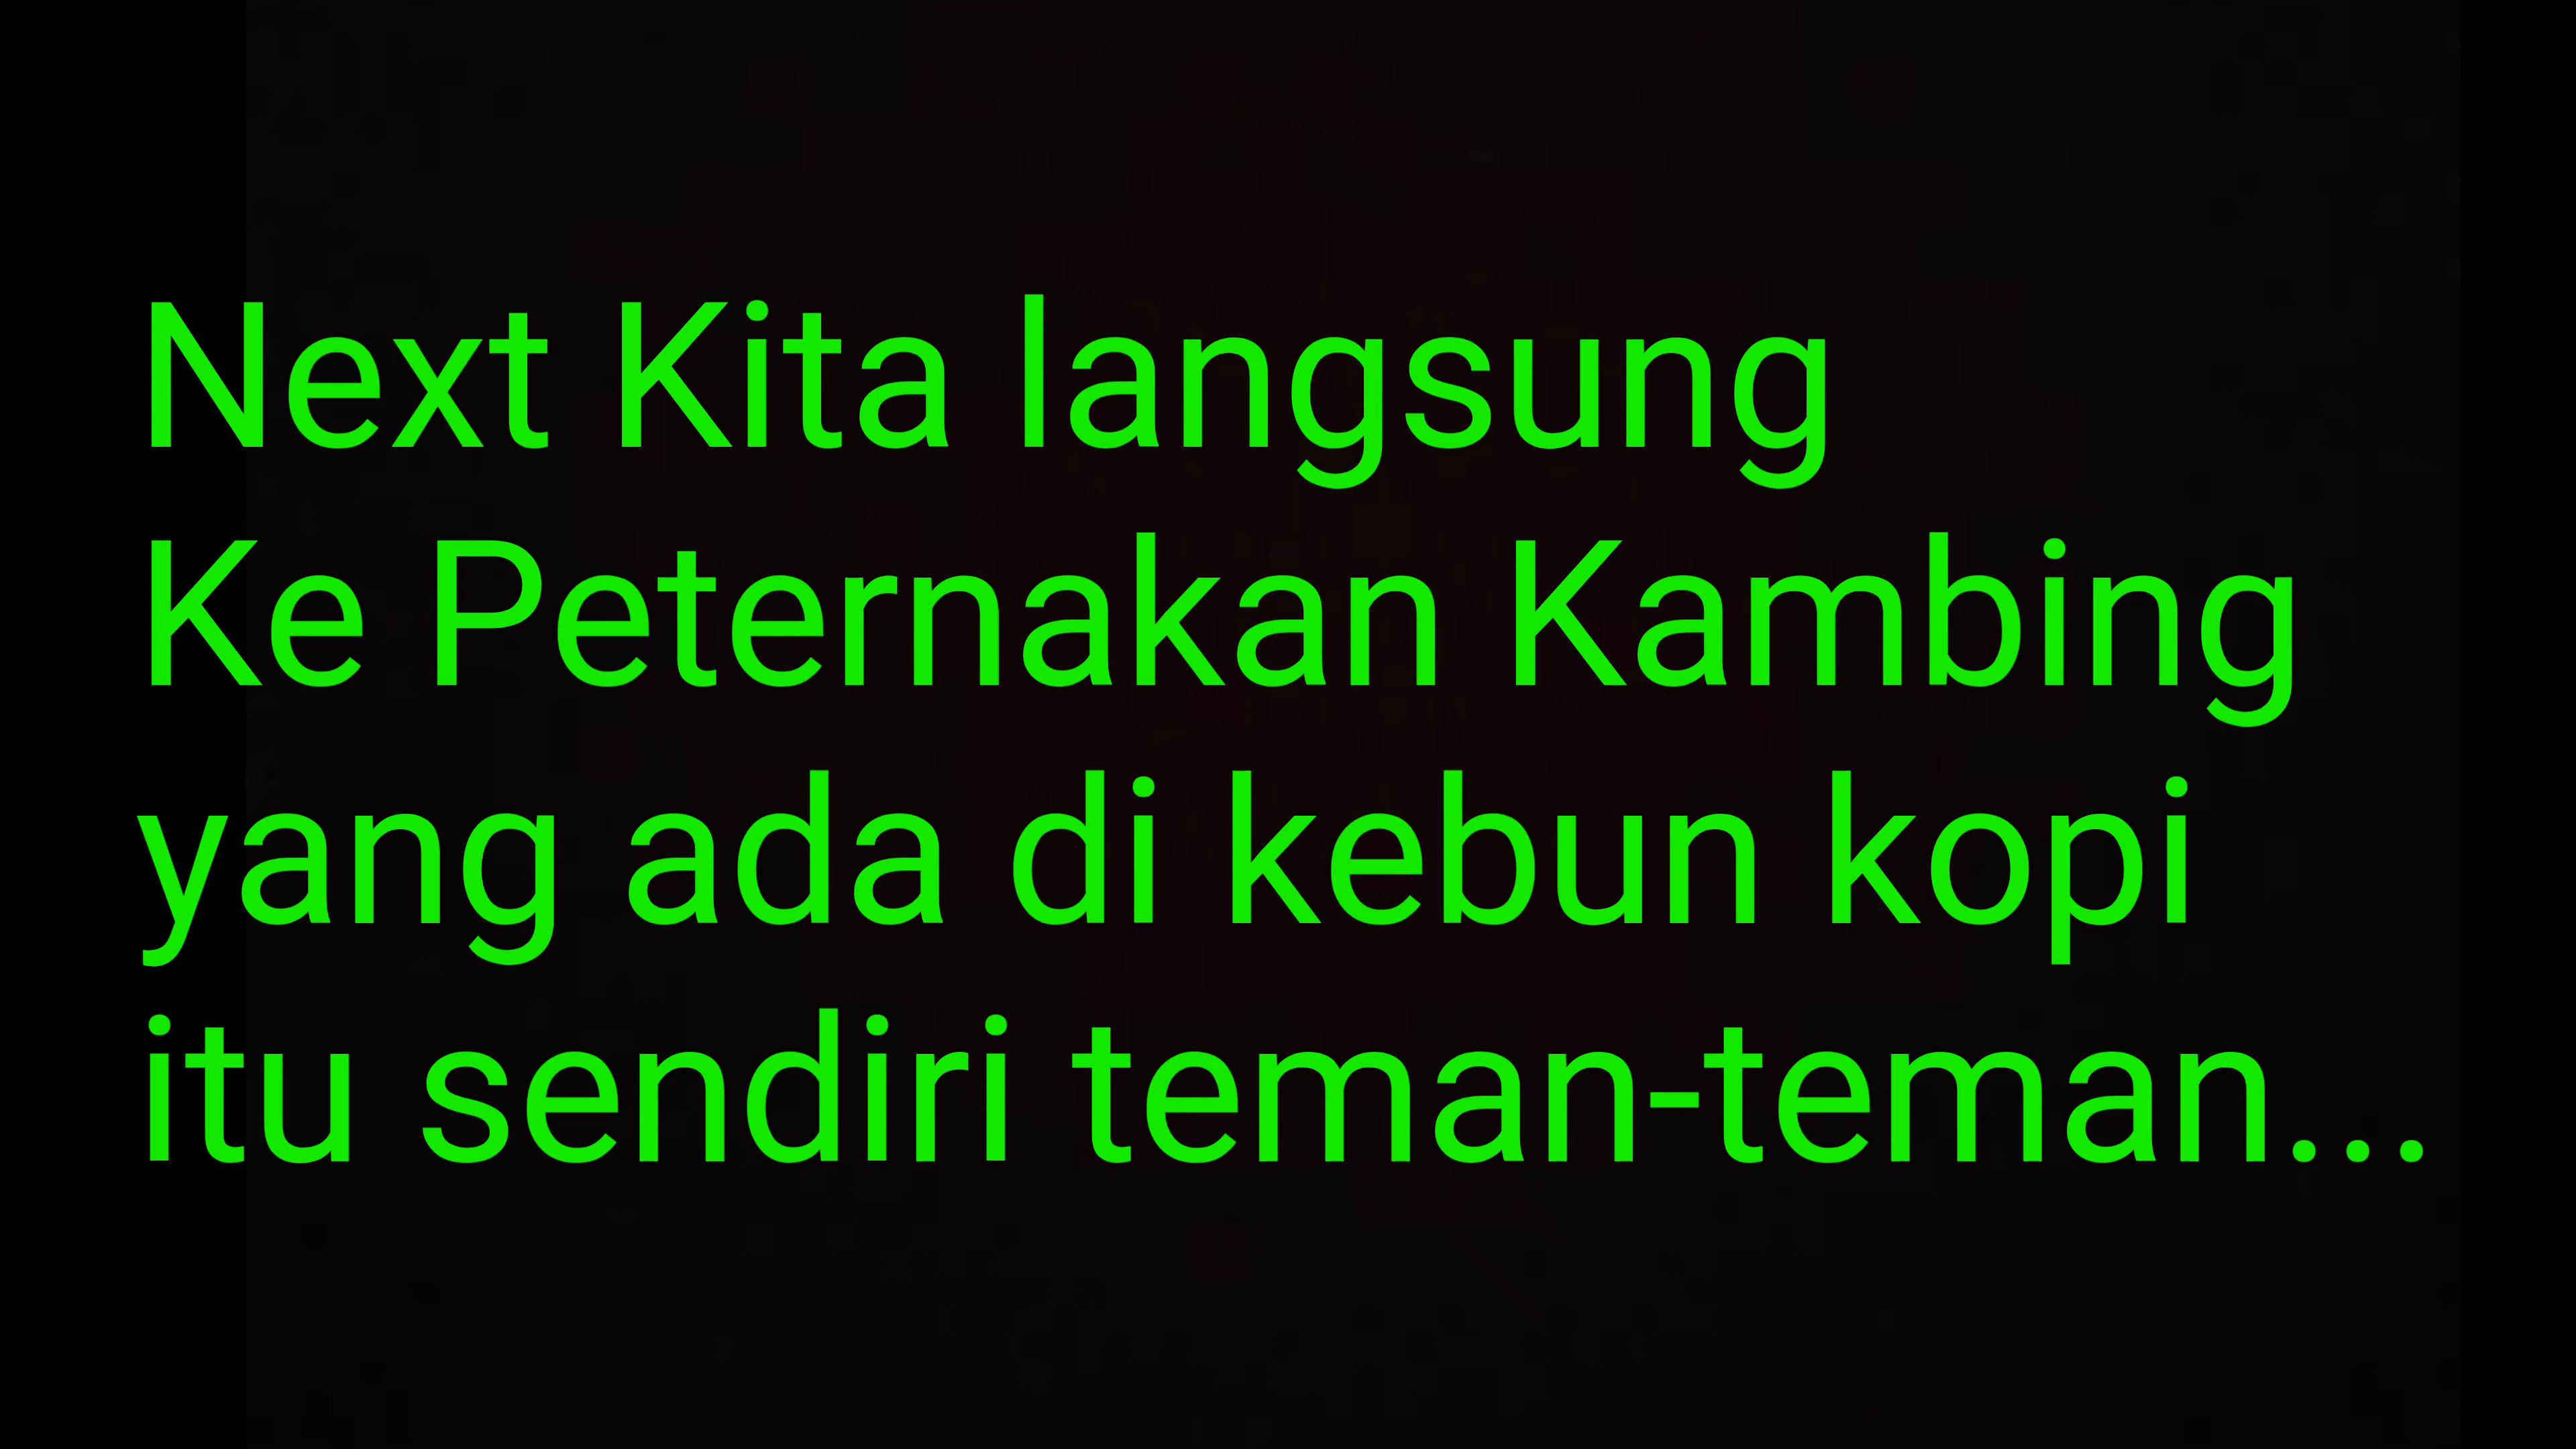 Next Kita langsung
Ke Peternakan Kambing
yang ada di kebun kopi
itu sendiri teman-teman...